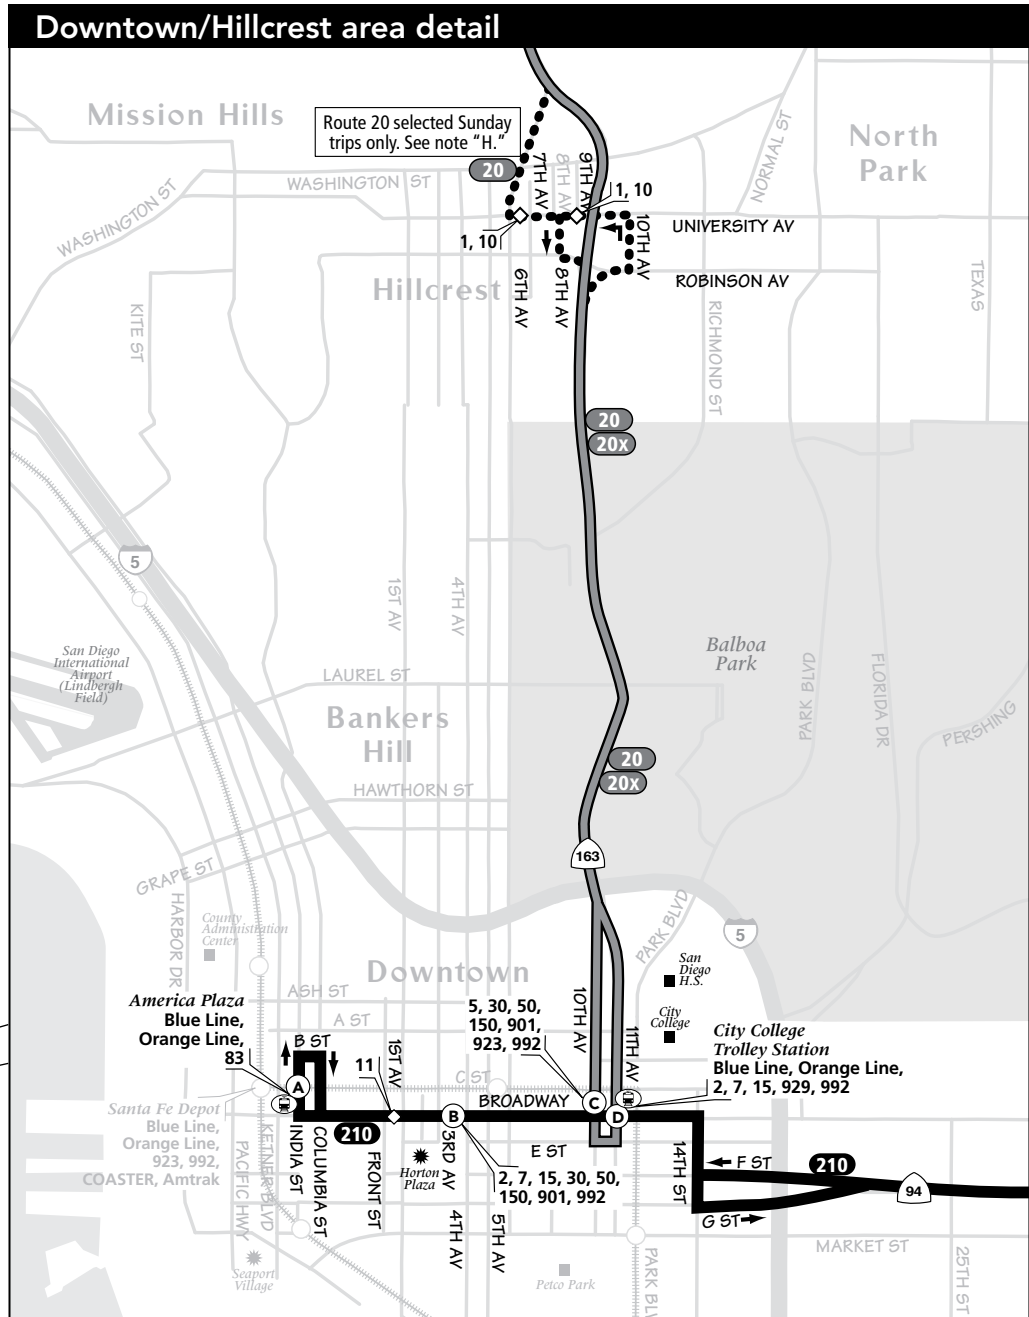 Downtown/Hillcrest area detail
Mission Hills
Route 20 selected Sunday
trips only. See note “H.”
North
Park
NORMAL ST
20
7TH AV
8TH AV
9TH AV
WASHINGTON ST
WASHINGTON ST
1, 10
1, 10
10TH AV
UNIVERSITY AV
ROBINSON AV
TEXAS
Hillcrest
6TH AV
8TH AV
KITE ST
RICHMOND ST
20
20x
5
1ST AV
4TH AV
San Diego
International
Airport
(Lindbergh
Field)
Balboa
Park
PARK BLVD
FLORIDA DR
PERSHING
LAUREL ST
Bankers
Hill
20
20x
HAWTHORN ST
163
GRAPE ST
HARBOR DR
County
Administration
Center
PARK BLVD
5
San
Diego
H.S.
Downtown
ASH ST
A ST
America Plaza
Blue Line,
Orange Line,
83
B ST
5, 30, 50,
150, 901,
923, 992
10TH AV
11TH AV
City
College
City College
Trolley Station
Blue Line, Orange Line,
2, 7, 15, 929, 992
11
1ST AV
C ST
BROADWAY
A
B
C
D
Santa Fe Depot
Blue Line,
Orange Line,
923, 992,
COASTER, Amtrak
PACIFIC HWY
KETNER BLVD
INDIA ST
COLUMBIA ST
210
FRONT ST
Horton
Plaza
3RD AV
E ST
2, 7, 15, 30, 50,
150, 901, 992
14TH ST
F ST
210
94
G ST
4TH AV
5TH AV
MARKET ST
Seaport
Village
Petco Park
PARK BLV
25TH ST